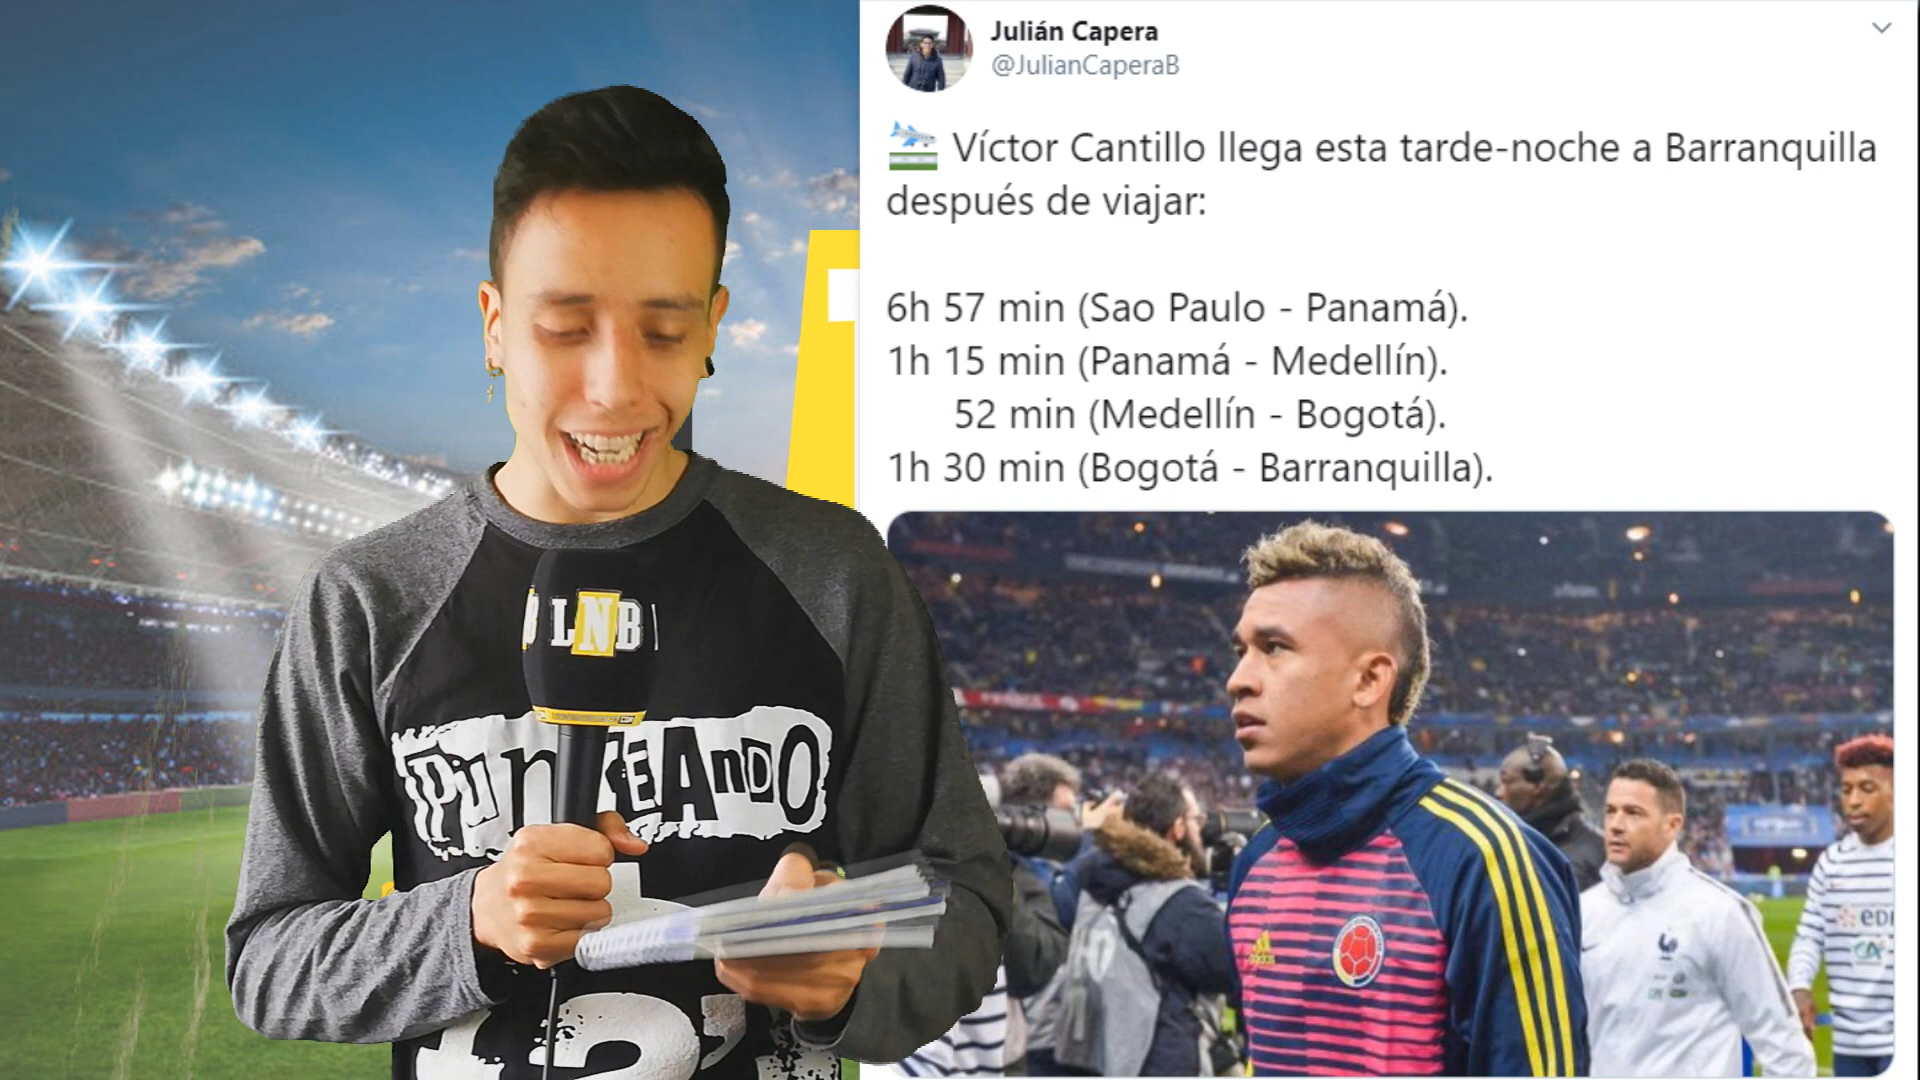 Julián Capera
@JulianCaperaB
Víctor Cantillo llega esta tarde-noche a Barranquilla
después de viajar:
6h 57 min (Sao Paulo - Panamá).
1h 15 min (Panamá - Medellín).
52 min (Medellín - Bogotá).
1h 30 min (Bogotá - Barranquilla).
LNB
PUnKEAnDO